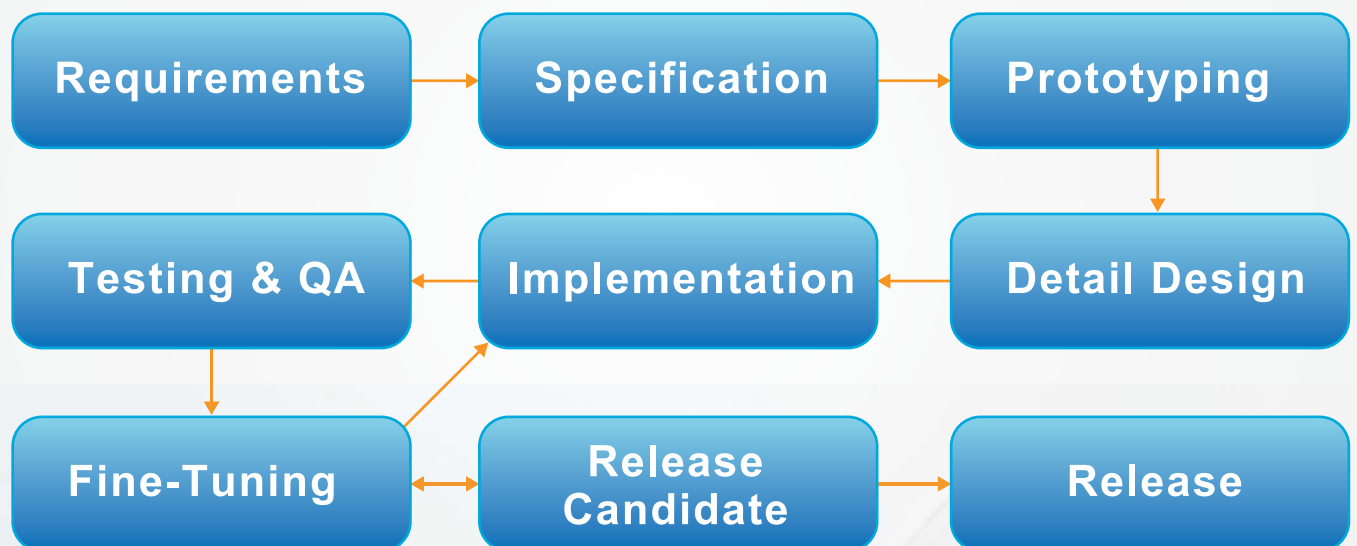 Requirements
Specification
Prototyping
Testing & QA
Implementation
Detail Design
Fine-Tuning
Release
Candidate
Release